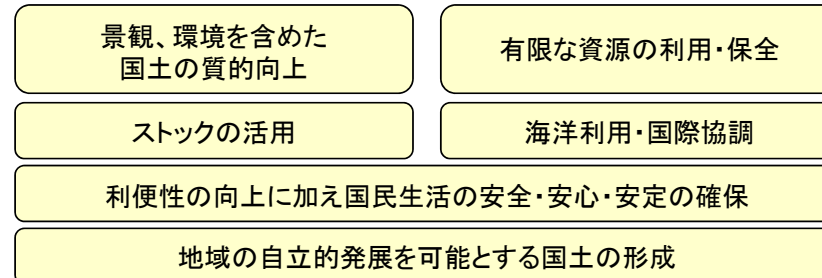 景観、環境を含めた
国土の質的向上
有限な資源の利用・保全
ストックの活用
海洋利用・国際協調
利便性の向上に加え国民生活の安全・安心・安定の確保
地域の自立的発展を可能とする国土の形成